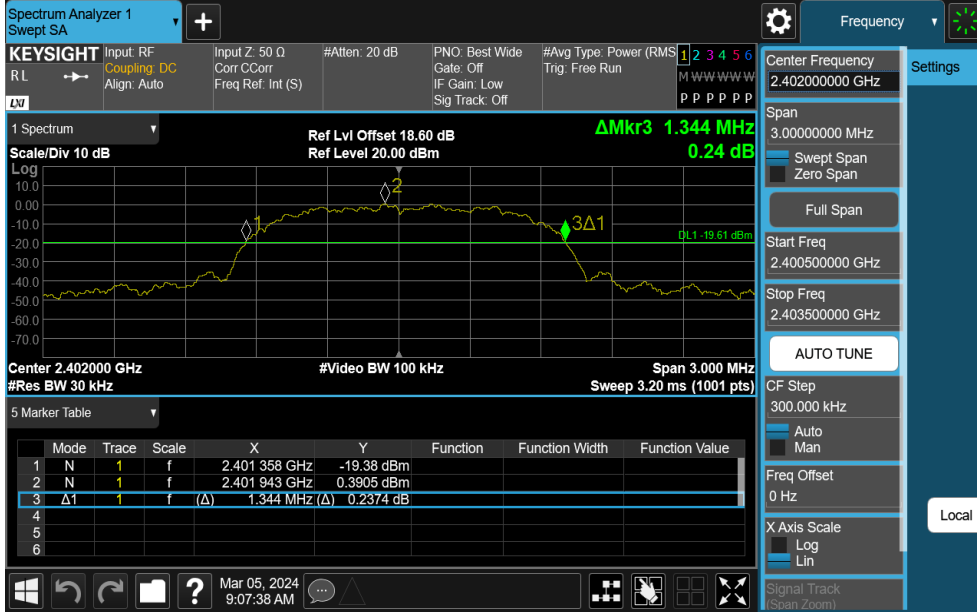 Spectrum Analyzer 1
Swept SA
Frequency
KEYSIGHT
R L
LXI
Input: RF
Coupling: DC
Align: Auto
Input Z: 50 Ω
Corr CCorr
Freq Ref: Int (S)
#Atten: 20 dB
PNO: Best Wide
Gate: Off
IF Gain: Low
Sig Track: Off
#Avg Type: Power (RMS
Trig: Free Run
1 2 3 4 5 6
M W W W W W
P P P P P P
Center Frequency
2.402000000 GHz
Settings
Span
3.00000000 MHz
Swept Span
Zero Span
Full Span
Start Freq
2.400500000 GHz
Stop Freq
2.403500000 GHz
AUTO TUNE
CF Step
300.000 kHz
Auto
Man
Freq Offset
0 Hz
X Axis Scale
Log
Lin
Signal Track
(Span Zoom)
Local
1 Spectrum
Scale/Div 10 dB
Ref Lvl Offset 18.60 dB
Ref Level 20.00 dBm
ΔMkr3 1.344 MHz
0.24 dB
Log
10.0
0.00
-10.0
-20.0
-30.0
-40.0
-50.0
-60.0
-70.0
1
2
3Δ1
DL1 -19.61 dBm
Center 2.402000 GHz
#Video BW 100 kHz
Span 3.000 MHz
#Res BW 30 kHz
Sweep 3.20 ms (1001 pts)
5 Marker Table
Mode Trace Scale X Y Function Function Width Function Value
1 N 1 f 2.401 358 GHz -19.38 dBm
2 N 1 f 2.401 943 GHz 0.3905 dBm
3 Δ1 1 f (Δ) 1.344 MHz (Δ) 0.2374 dB
4
5
6
?
Mar 05, 2024
9:07:38 AM